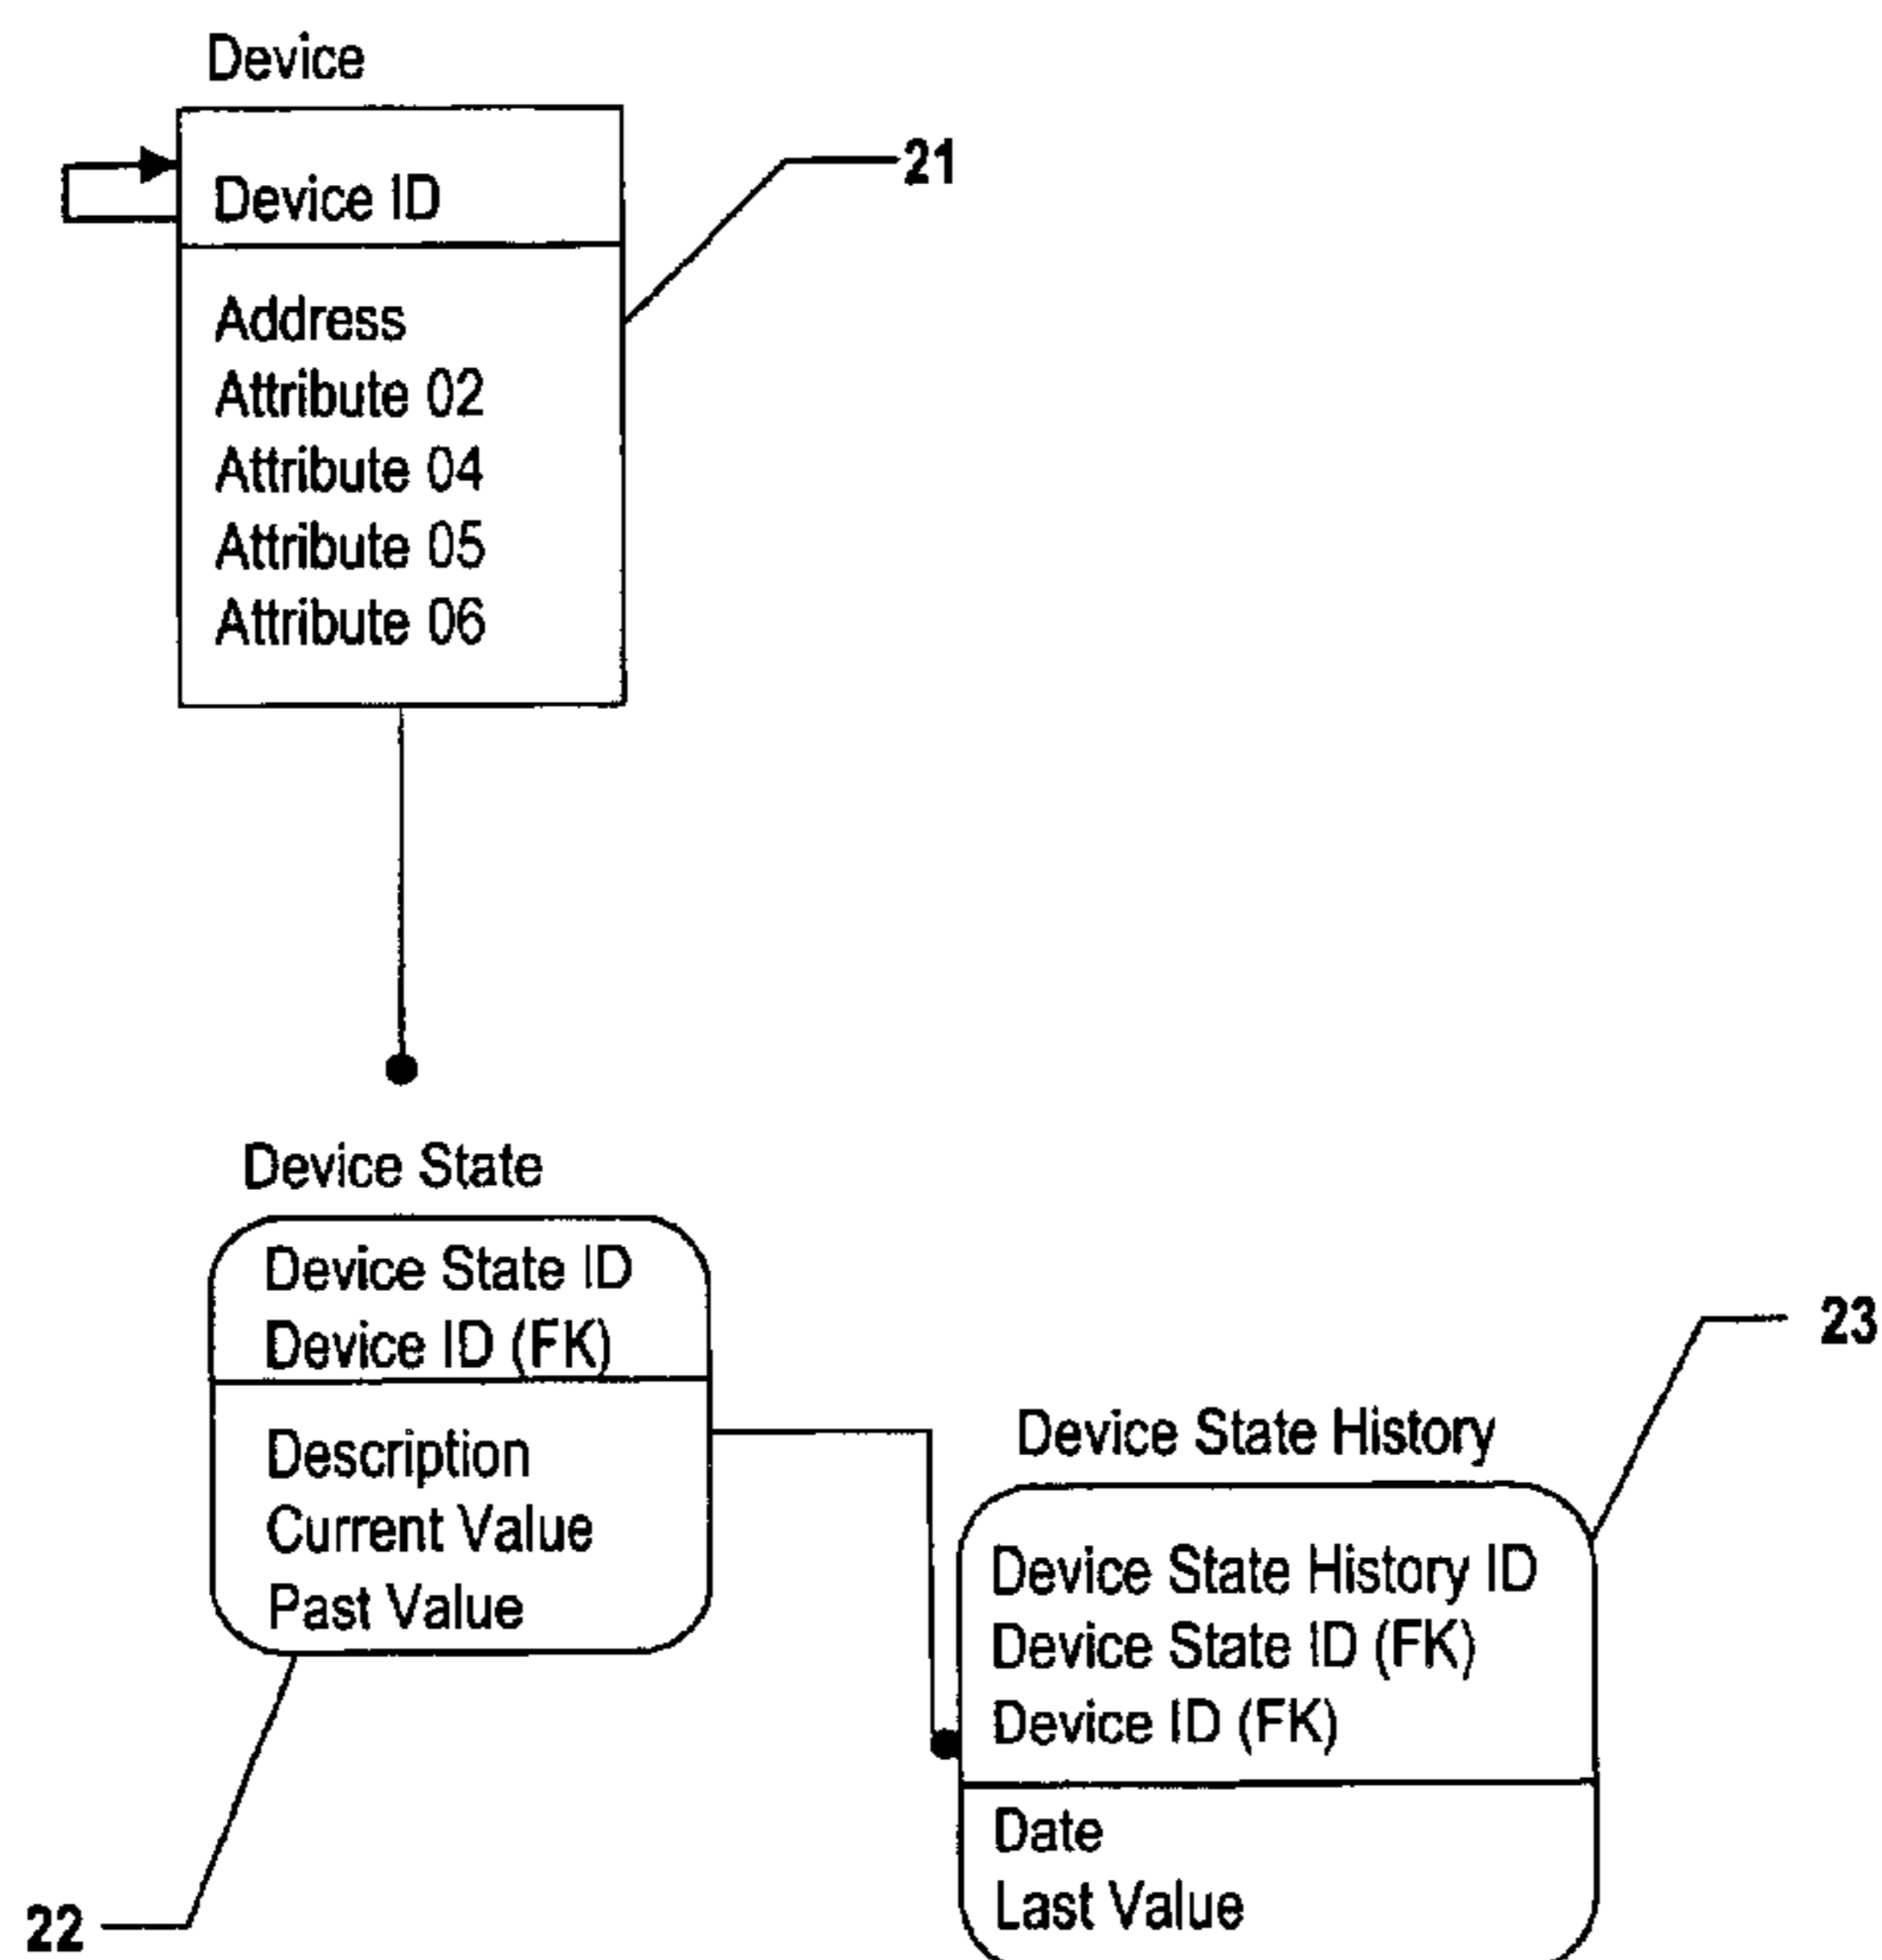 Device
Device ID
21
Address
Attribute 02
Attribute 04
Attribute 05
Attribute 06
Device State
Device State ID
Device ID (FK)
Description
Current Value
Past Value
22
23
Device State History
Device State History ID
Device State ID (FK)
Device ID (FK)
Date
Last Value